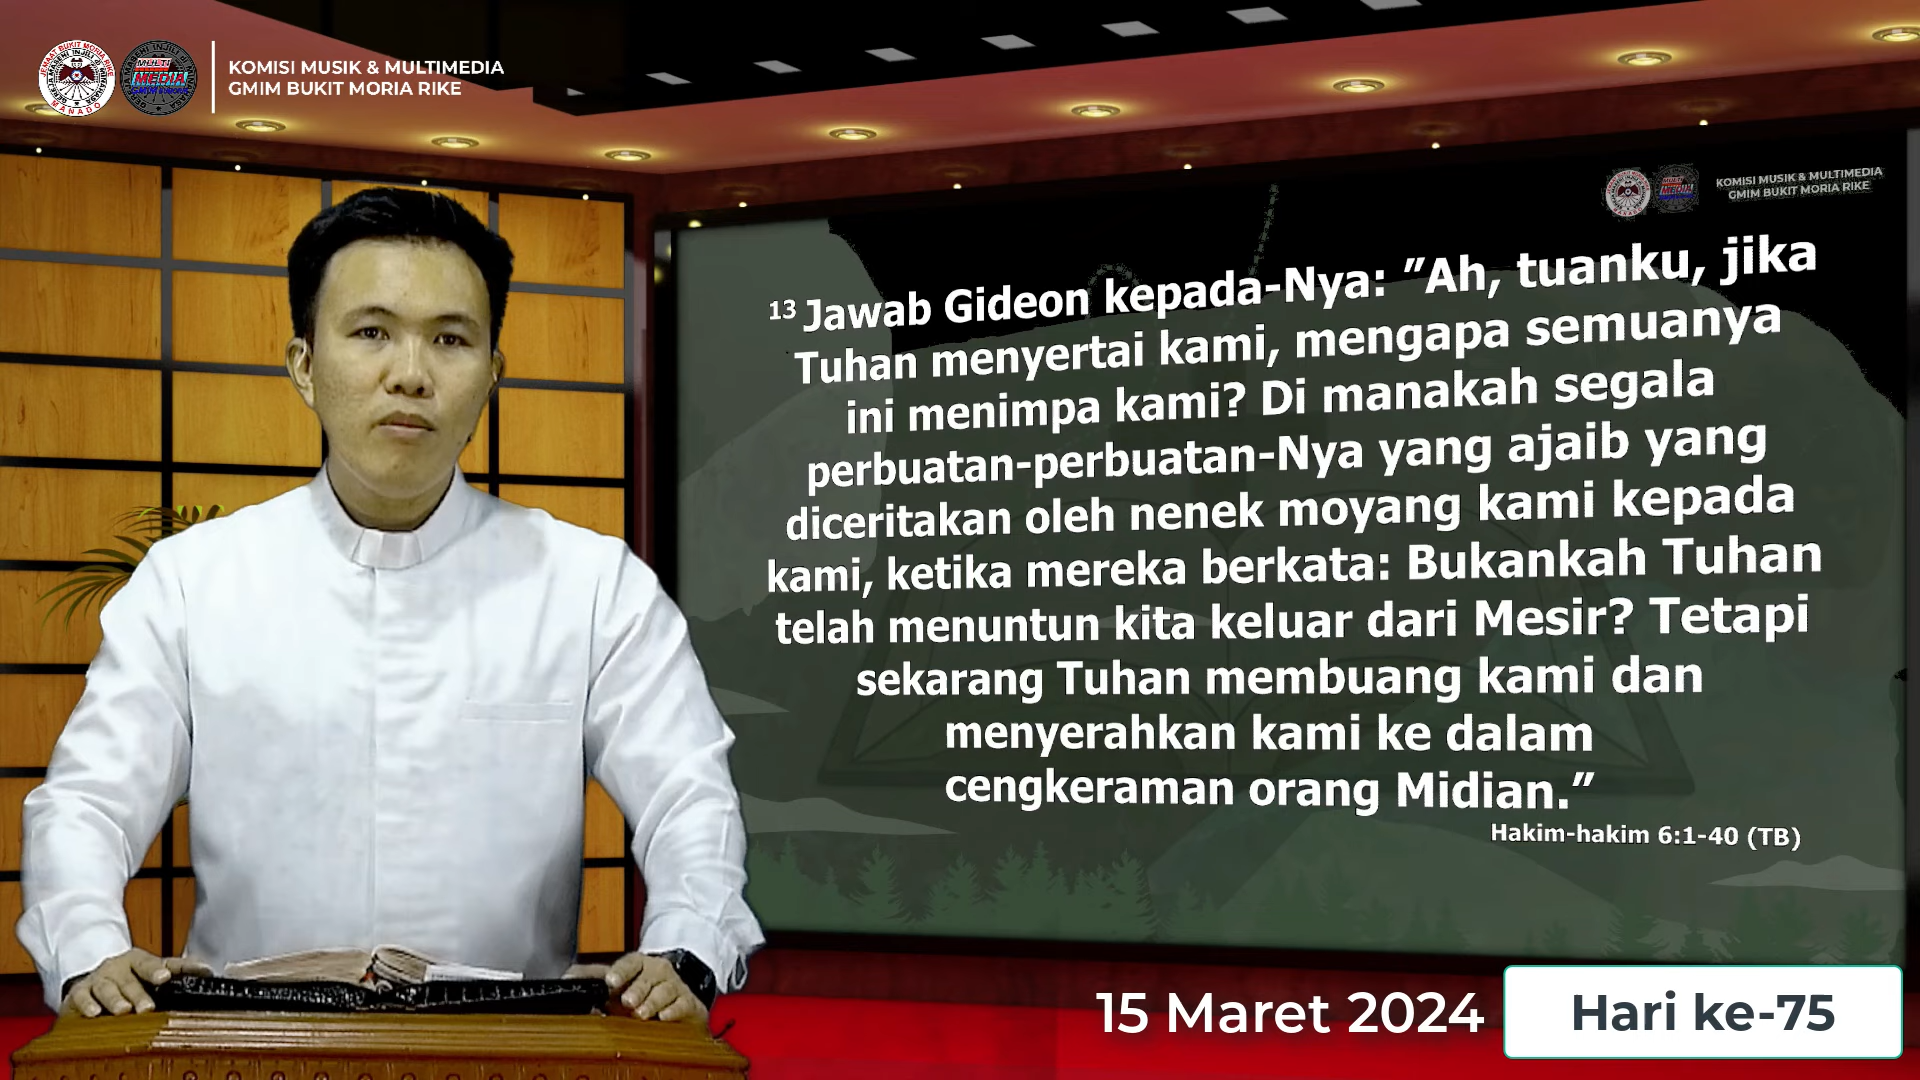 KOMISI MUSIK & MULTIMEDIA
GMIM BUKIT MORIA RIKE
KOMISI MUSIK & MULTIMEDIA
GMIM BUKIT MORIA RIKE
13 Jawab Gideon kepada-Nya: "Ah, tuanku, jika
Tuhan menyertai kami, mengapa semuanya
ini menimpa kami? Di manakah segala
perbuatan-perbuatan-Nya yang ajaib yang
diceritakan oleh nenek moyang kami kepada
kami, ketika mereka berkata: Bukankah Tuhan
telah menuntun kita keluar dari Mesir? Tetapi
sekarang Tuhan membuang kami dan
menyerahkan kami ke dalam
cengkeraman orang Midian."
Hakim-hakim 6:1-40 (TB)
15 Maret 2024
Hari ke-75